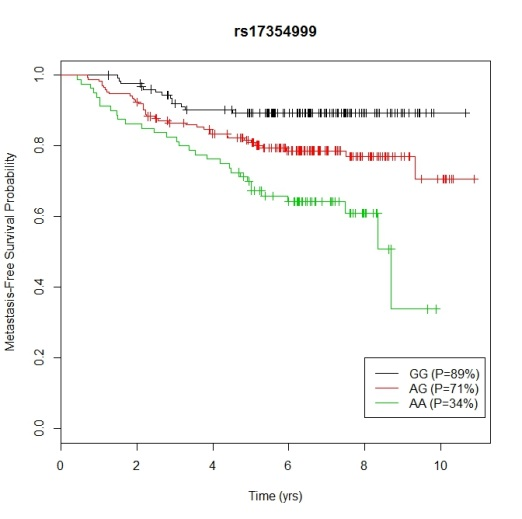 rs17354999
Metastasis-Free Survival Probability
1.0
0.8
0.6
0.4
0.2
0.0
GG (P=89%)
AG (P=71%)
AA (P=34%)
0 2 4 6 8 10
Time (yrs)